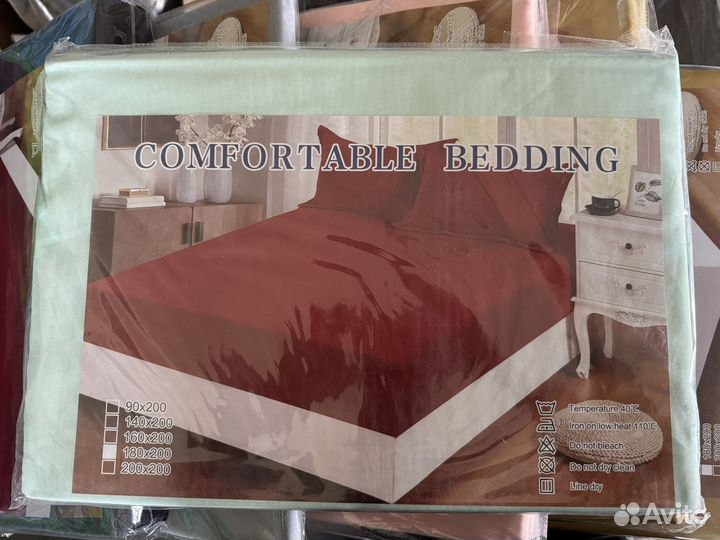 COMFORTABLE BEDDING
90x200
140x200
160x200
180x200
200x200
Temperature 40℃
Iron on low heat 110℃
Do not bleach
Do not dry clean
Line dry
Avito